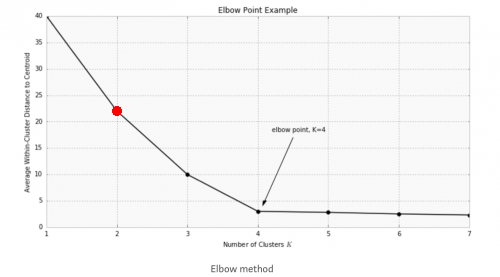 Elbow Point Example
Average Within-Cluster Distance to Centroid
40
35
30
25
20
15
10
5
0
elbow point, K=4
1 2 3 4 5 6 7
Number of Clusters K
Elbow method